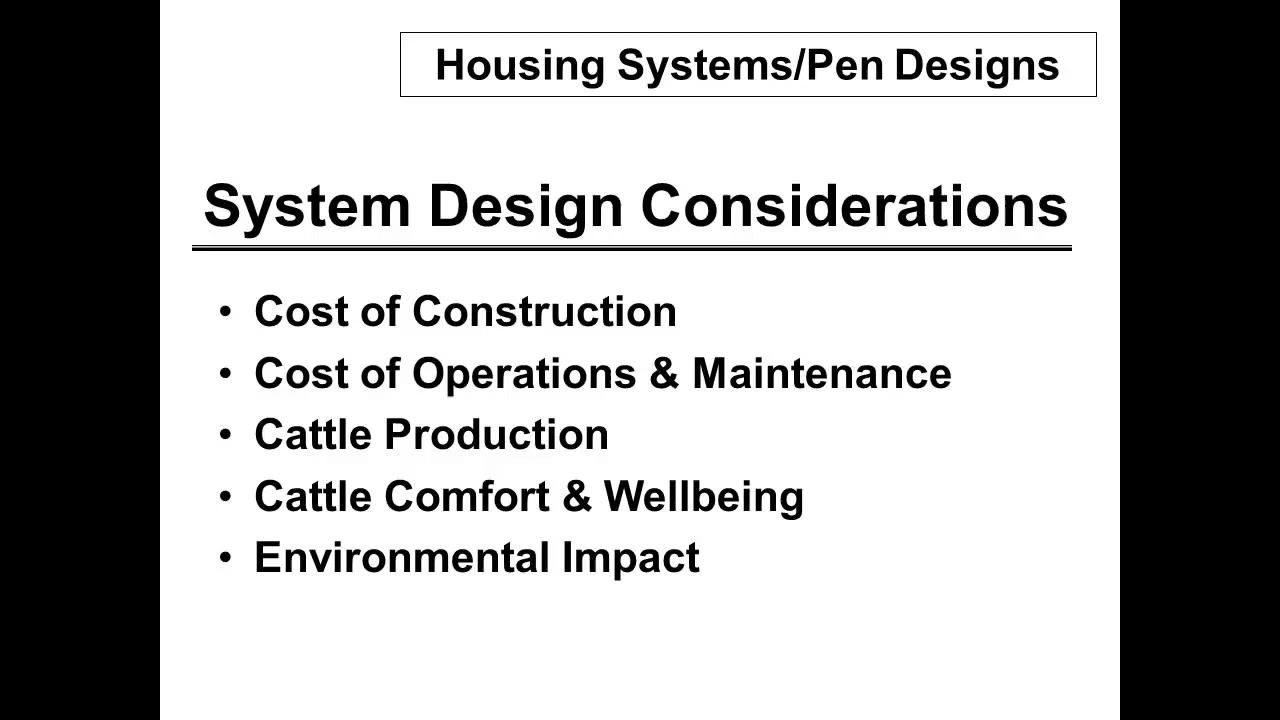 Housing Systems/Pen Designs
System Design Considerations
• Cost of Construction
• Cost of Operations & Maintenance
• Cattle Production
• Cattle Comfort & Wellbeing
• Environmental Impact